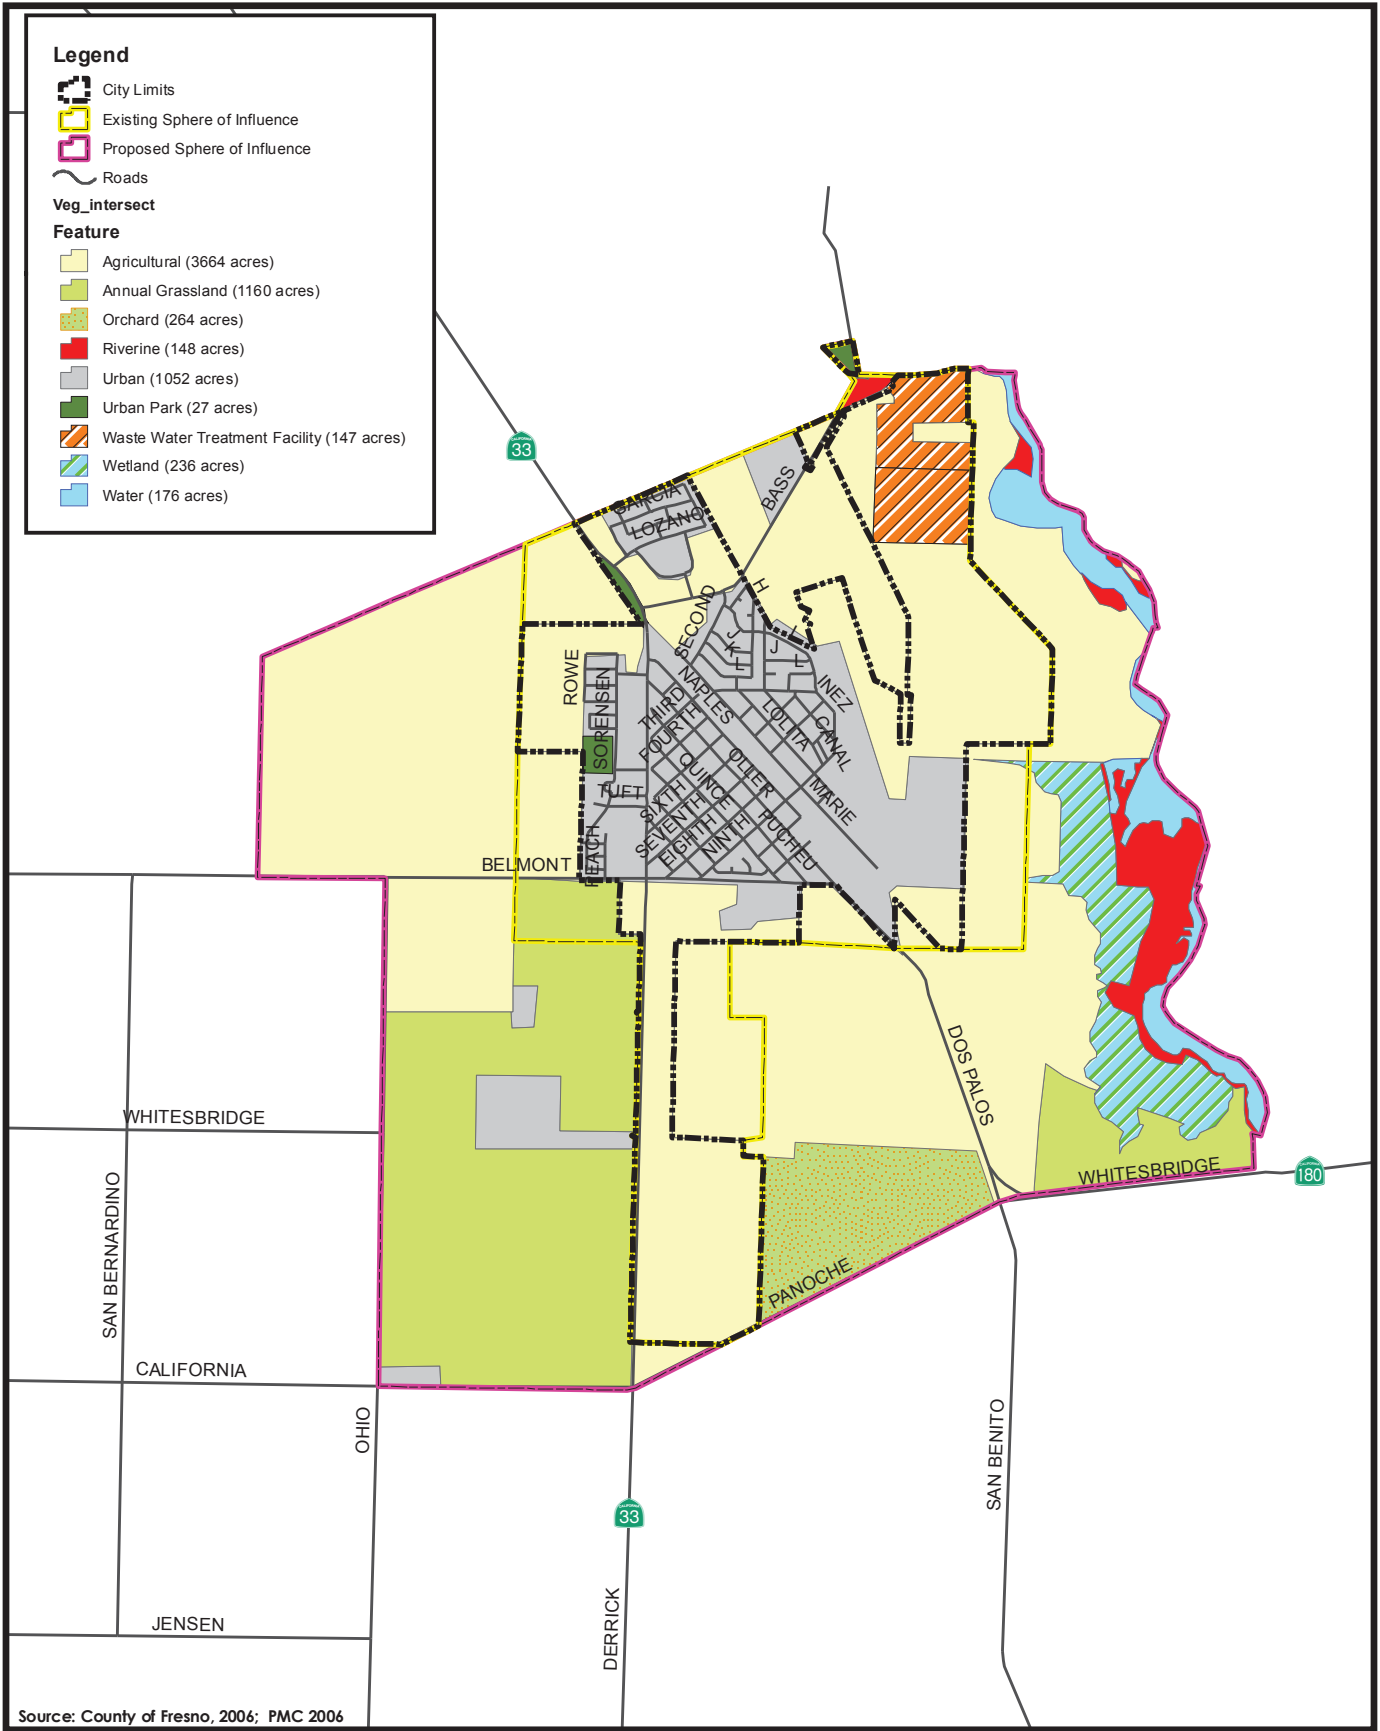 Legend
City Limits
Existing Sphere of Influence
Proposed Sphere of Influence
Roads
Veg_intersect
Feature
Agricultural (3664 acres)
Annual Grassland (1160 acres)
Orchard (264 acres)
Riverine (148 acres)
Urban (1052 acres)
Urban Park (27 acres)
Waste Water Treatment Facility (147 acres)
Wetland (236 acres)
Water (176 acres)
CALIFORNIA
33
GARCIA
LOZANO
BASS
SECOND
H
I
J
K
L
J
L
ROWE
SORENSEN
NAPLES
INEZ
THIRD
FOURTH
LOLITA
CANAL
QUINCE
OLLER
TUFT
SIXTH
MARIE
SEVENTH
EIGHTH
NINTH
PUCHEU
PEACH
BELMONT
DOS PALOS
WHITESBRIDGE
WHITESBRIDGE
CALIFORNIA
180
SAN BERNARDINO
PANOCHE
CALIFORNIA
OHIO
SAN BENITO
CALIFORNIA
33
DERRICK
JENSEN
Source: County of Fresno, 2006; PMC 2006